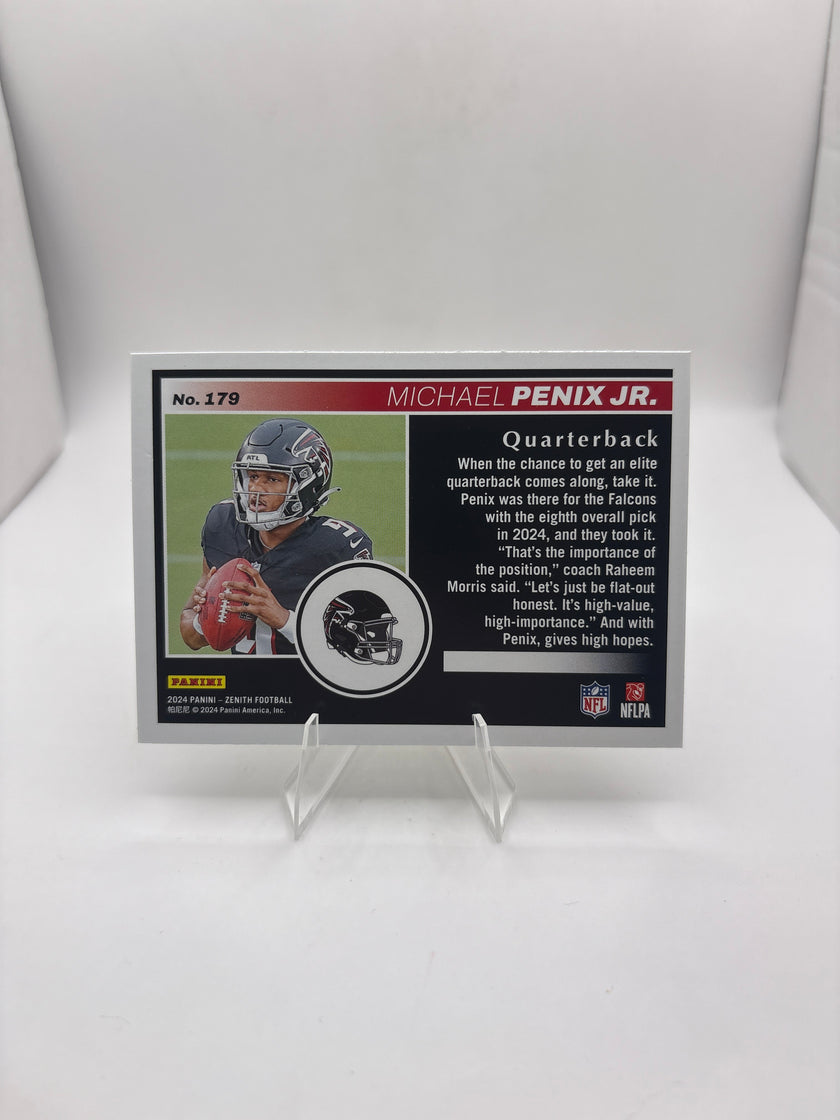 No. 179
MICHAEL PENIX JR.
Quarterback
When the chance to get an elite
quarterback comes along, take it.
Penix was there for the Falcons
with the eighth overall pick
in 2024, and they took it.
“That's the importance of
the position,” coach Raheem
Morris said. “Let's just be flat-out
honest. It's high-value,
high-importance.” And with
Penix, gives high hopes.
ATL
9
PANINI
2024 PANINI – ZENITH FOOTBALL
帕尼尼 © 2024 Panini America, Inc.
NFL
NFLPA